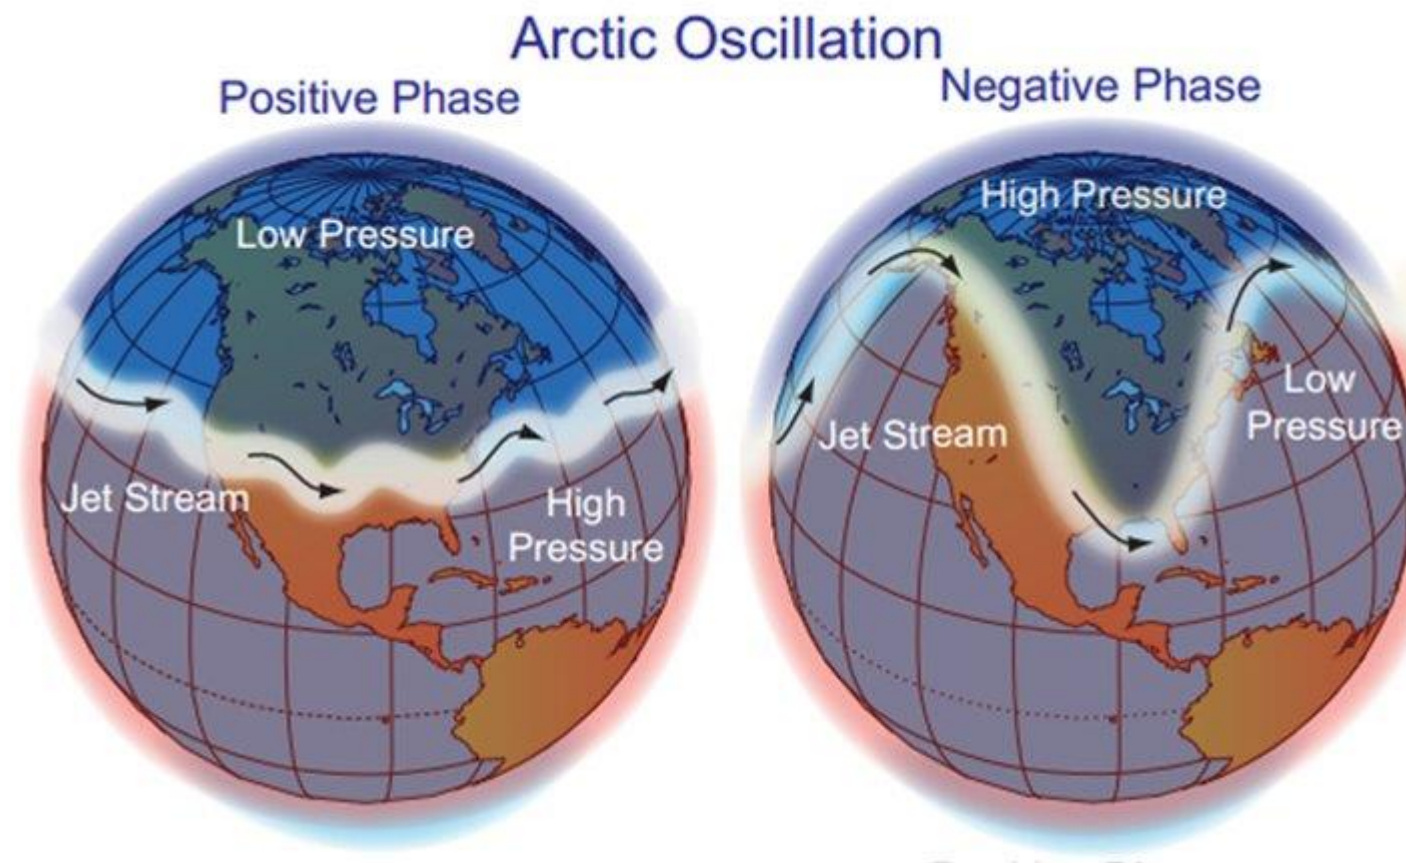 Arctic Oscillation
Positive Phase
Negative Phase
Low Pressure
Jet Stream
High
Pressure
High Pressure
Jet Stream
Low
Pressure